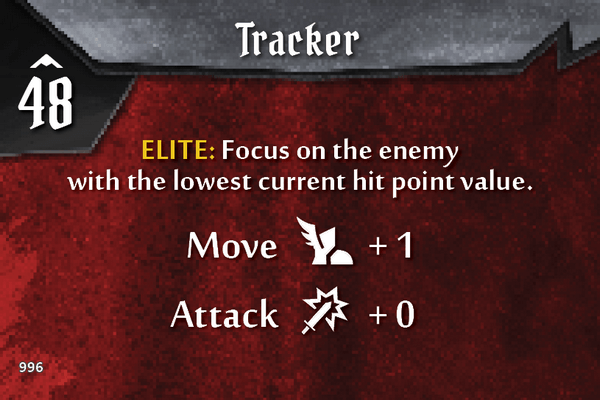 Tracker
48
ELITE: Focus on the enemy
with the lowest current hit point value.
Move + 1
Attack + 0
996